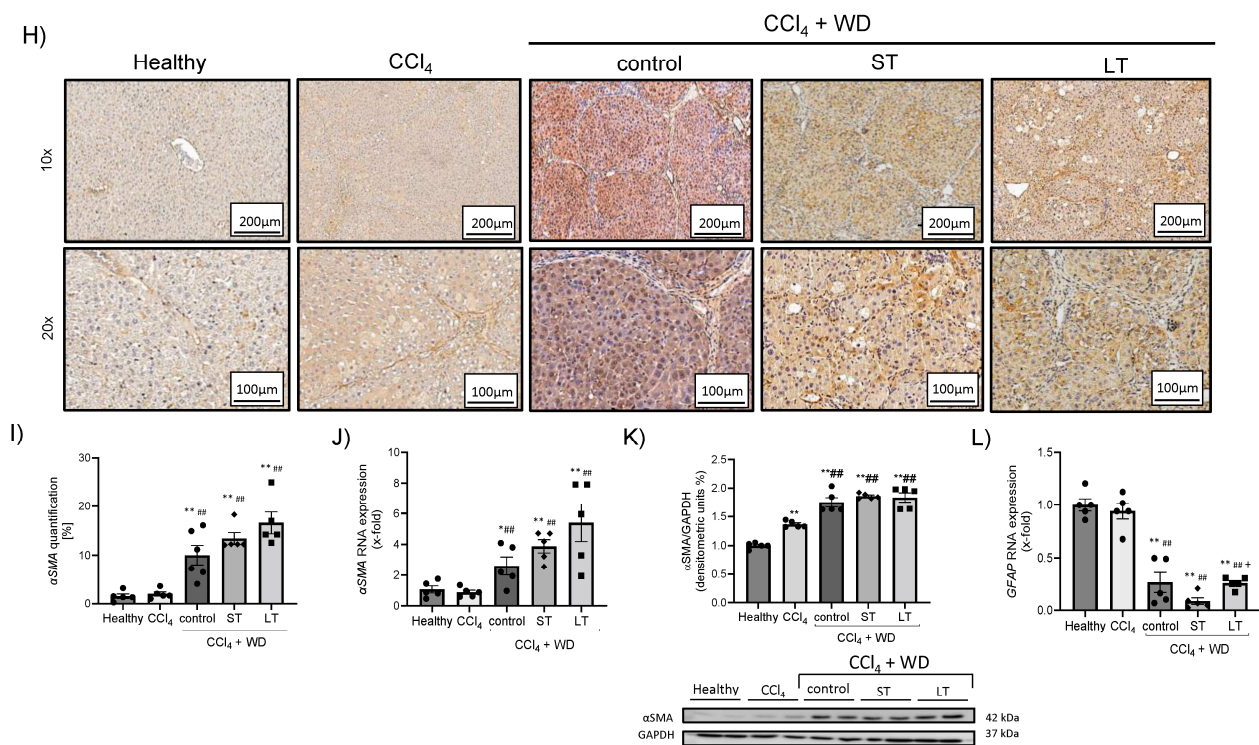 H)
CCl₄ + WD
Healthy
CCl₄
control
ST
LT
10x
200µm
200µm
200µm
200µm
200µm
20x
100µm
100µm
100µm
100µm
100µm
I)
αSMA quantification
[%]
30
20
10
0
** ##
** ##
** ##
Healthy CCl₄ control ST LT
CCl₄ + WD
J)
αSMA RNA expression
(x-fold)
10
8
6
4
2
0
*##
** ##
** ##
Healthy CCl₄ control ST LT
CCl₄ + WD
K)
αSMA/GAPDH
(densitometric units %)
2.5
2.0
1.5
1.0
0.5
0.0
**
**##
**##
**##
Healthy CCl₄ control ST LT
CCl₄ + WD
CCl₄ + WD
Healthy CCl₄ control ST LT
αSMA 42 kDa
GAPDH 37 kDa
L)
GFAP RNA expression
(x-fold)
1.5
1.0
0.5
0.0
** ##
** ##
** ## +
Healthy CCl₄ control ST LT
CCl₄ + WD